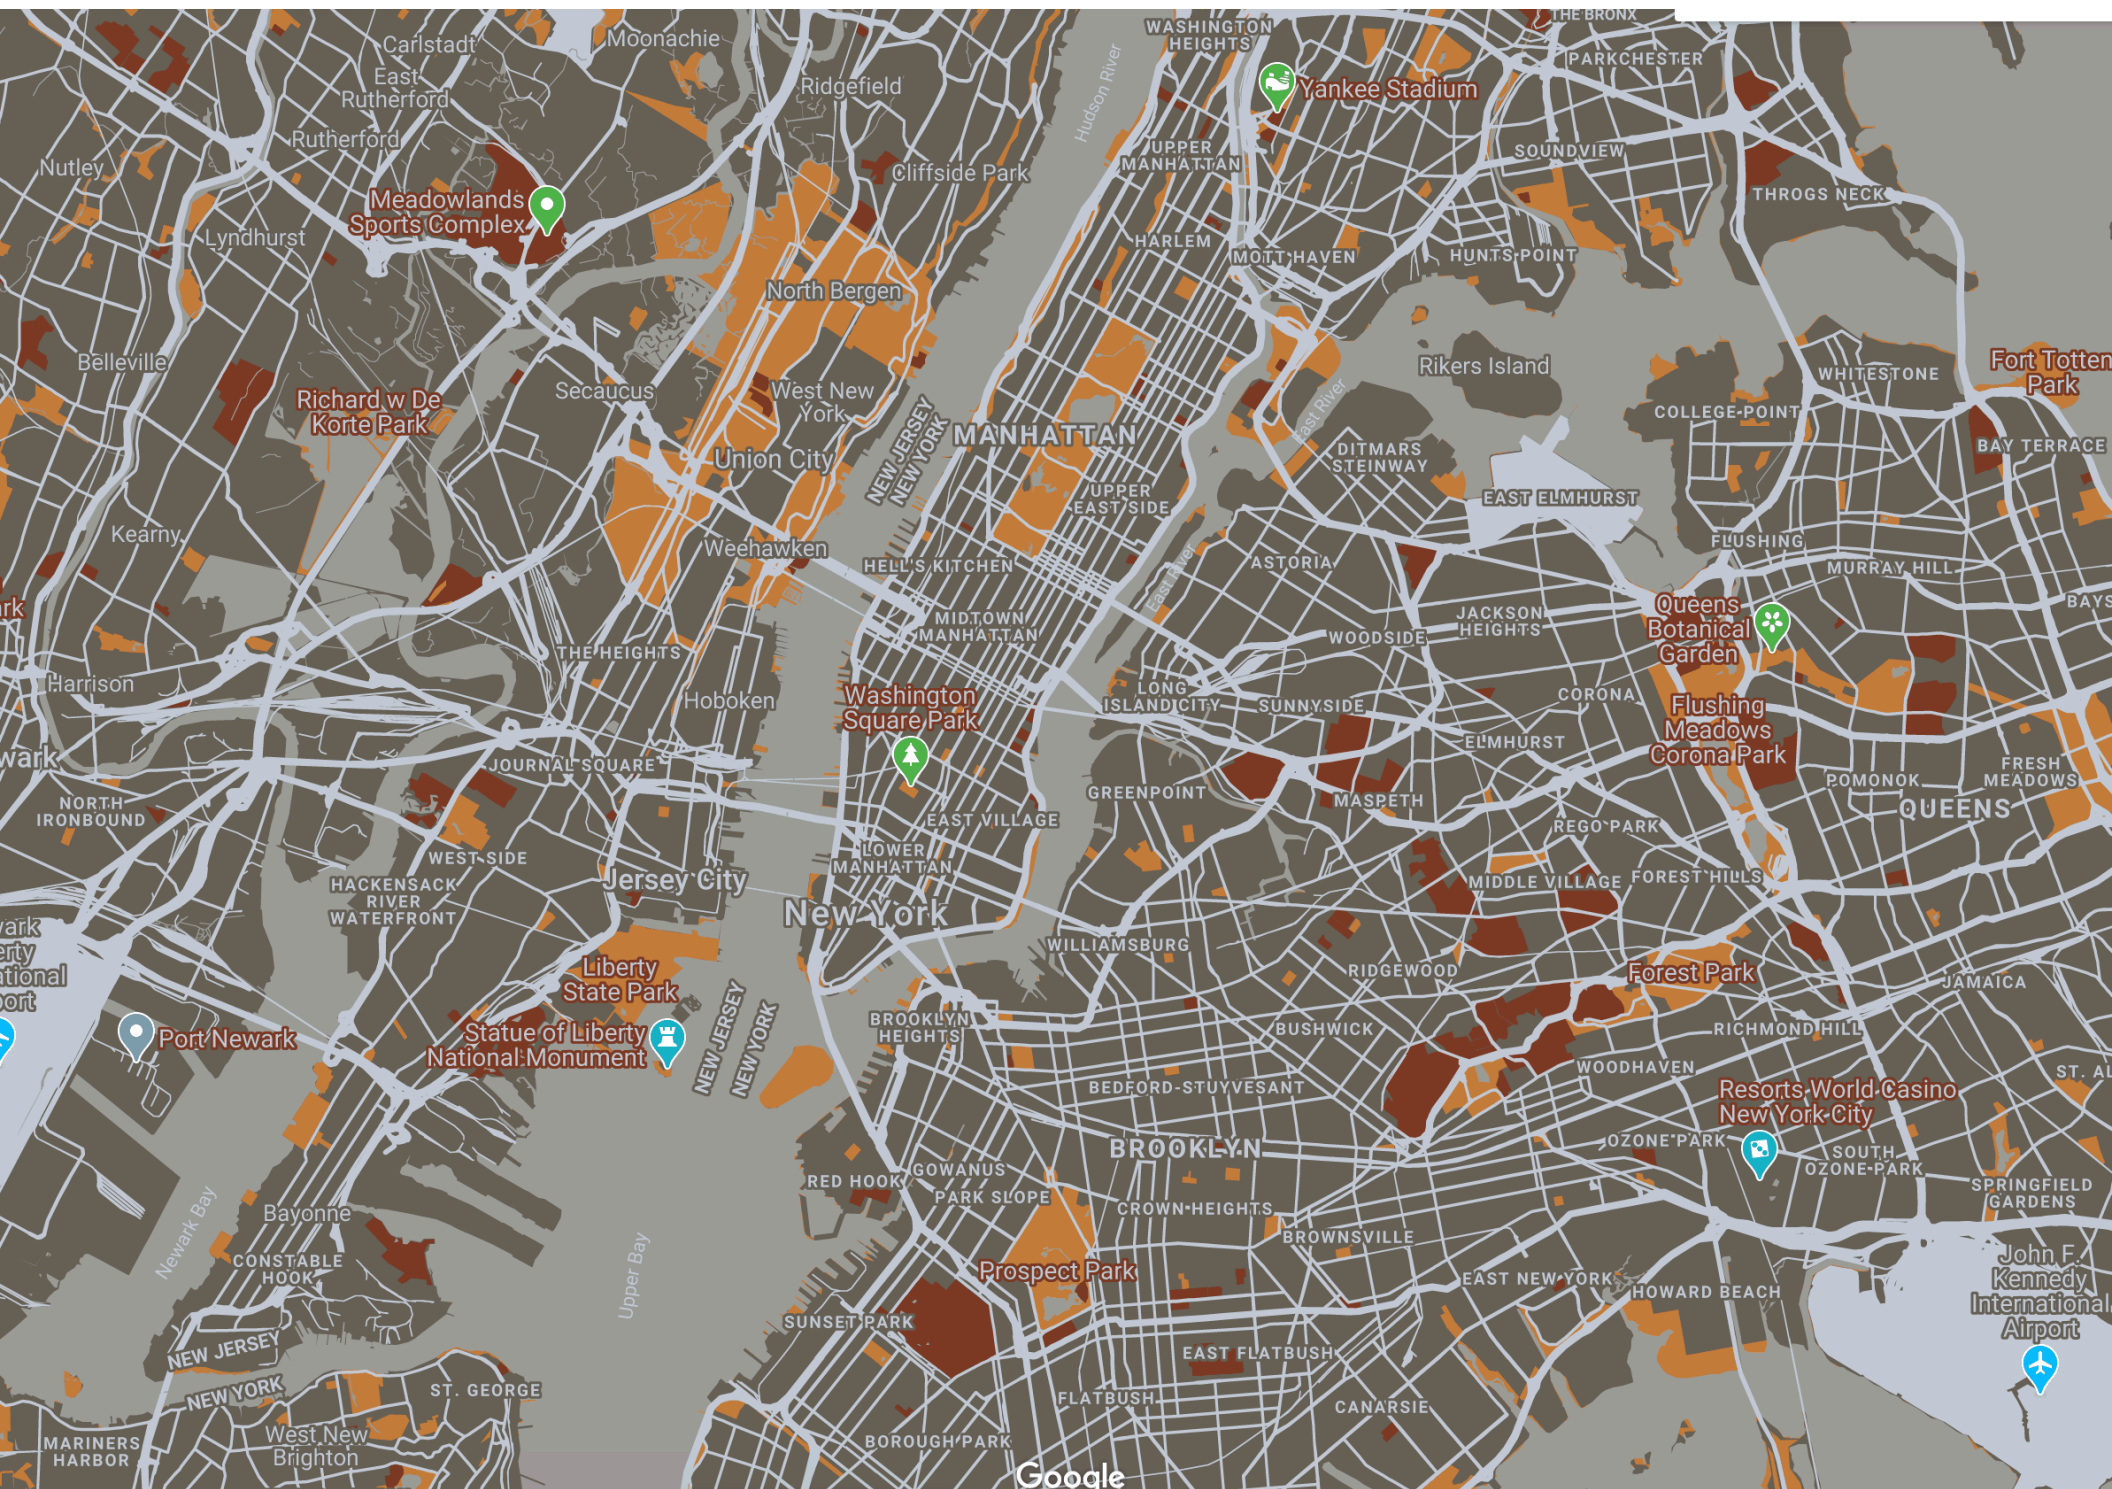 THE BRONX
WASHINGTON
HEIGHTS
Carlstadt
Moonachie
PARKCHESTER
East
Rutherford
Ridgefield
Yankee Stadium
Hudson River
Rutherford
UPPER
MANHATTAN
SOUNDVIEW
Nutley
Cliffside Park
THROGS NECK
Meadowlands
Sports Complex
Lyndhurst
HARLEM
MOTT HAVEN
HUNTS POINT
North Bergen
Belleville
Rikers Island
Fort Totten
Park
WHITESTONE
Secaucus
West New
York
Richard w De
Korte Park
East River
COLLEGE POINT
NEW JERSEY
NEW YORK
MANHATTAN
BAY TERRACE
Union City
DITMARS
STEINWAY
UPPER
EAST SIDE
EAST ELMHURST
Kearny
Weehawken
FLUSHING
HELL'S KITCHEN
ASTORIA
MURRAY HILL
East River
ark
BAYS
Queens
Botanical
Garden
MIDTOWN
MANHATTAN
JACKSON
HEIGHTS
WOODSIDE
THE HEIGHTS
Harrison
Hoboken
Washington
Square Park
LONG
ISLAND CITY
SUNNYSIDE
CORONA
Flushing
Meadows
Corona Park
wark
JOURNAL SQUARE
ELMHURST
FRESH
MEADOWS
POMONOK
GREENPOINT
MASPETH
NORTH
IRONBOUND
QUEENS
EAST VILLAGE
REGO PARK
WEST SIDE
LOWER
MANHATTAN
Jersey City
MIDDLE VILLAGE
FOREST HILLS
HACKENSACK
RIVER
WATERFRONT
New York
vark
erty
ational
port
WILLIAMSBURG
Liberty
State Park
RIDGEWOOD
Forest Park
JAMAICA
NEW JERSEY
NEW YORK
Port Newark
Statue of Liberty
National Monument
BROOKLYN
HEIGHTS
BUSHWICK
RICHMOND HILL
WOODHAVEN
ST. AL
BEDFORD-STUYVESANT
Resorts World Casino
New York City
BROOKLYN
OZONE PARK
SOUTH
OZONE PARK
GOWANUS
RED HOOK
PARK SLOPE
SPRINGFIELD
GARDENS
Newark Bay
Bayonne
CROWN HEIGHTS
BROWNSVILLE
CONSTABLE
HOOK
Upper Bay
Prospect Park
EAST NEW YORK
HOWARD BEACH
John F.
Kennedy
International
Airport
SUNSET PARK
NEW JERSEY
NEW YORK
EAST FLATBUSH
ST. GEORGE
FLATBUSH
CANARSIE
West New
Brighton
MARINERS
HARBOR
BOROUGH PARK
Google